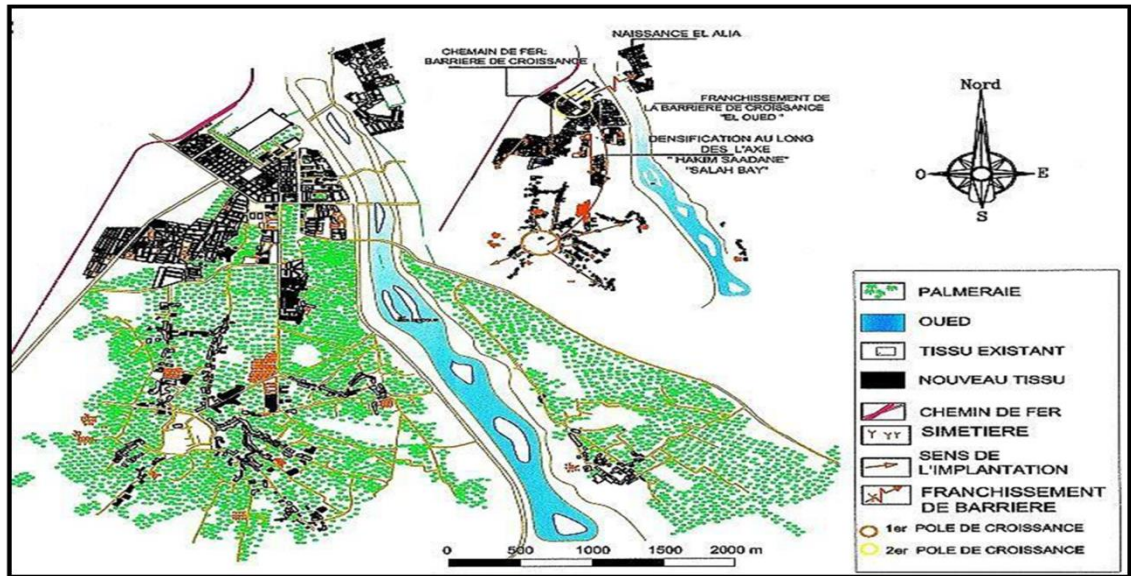 NAISSANCE EL ALIA
CHEMAIN DE FER:
BARRIERE DE CROISSANCE
FRANCHISSEMENT DE
LA BARRIERE DE CROISSANCE
"EL OUED"
DENSIFICATION AU LONG
DES L'AXE
" HAKIM SAADANE"
"SALAH BAY"
Nord
O
E
S
PALMERAIE
OUED
TISSU EXISTANT
NOUVEAU TISSU
CHEMIN DE FER
SIMETIERE
SENS DE
L'IMPLANTATION
FRANCHISSEMENT
DE BARRIERE
1er POLE DE CROISSANCE
2er POLE DE CROISSANCE
0 500 1000 1500 2000 m